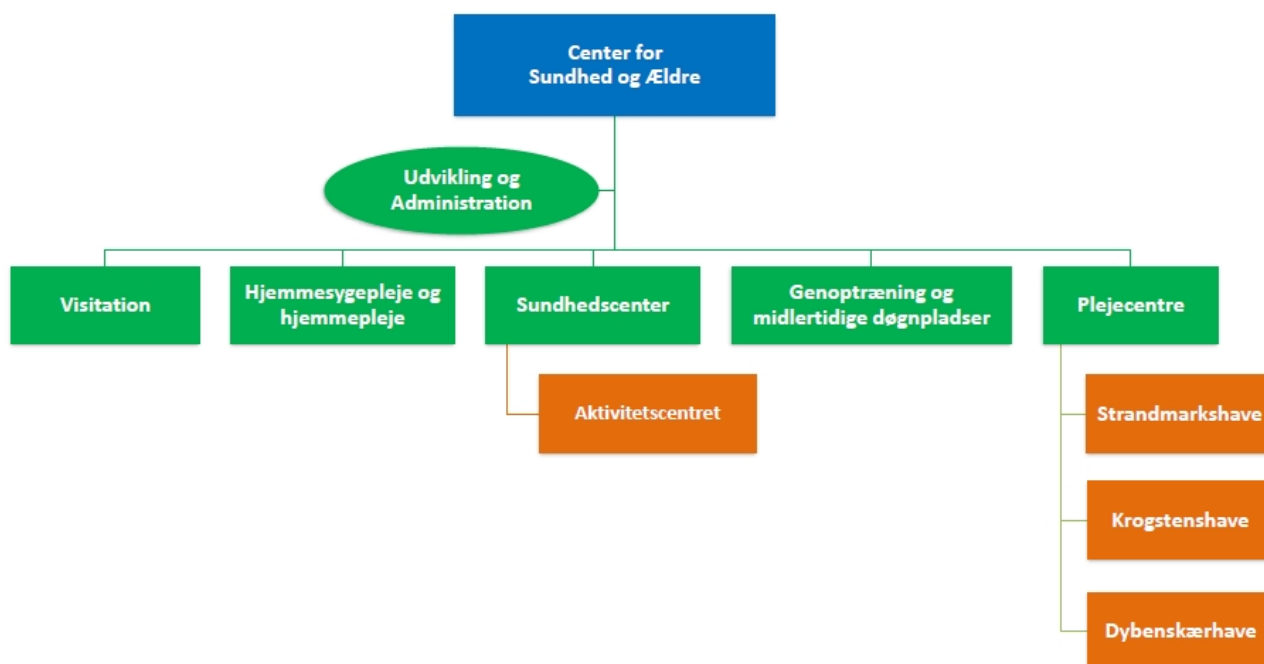 Center for
Sundhed og Ældre
Udvikling og
Administration
Visitation
Hjemmesygepleje og
hjemmepleje
Sundhedscenter
Genoptræning og
midlertidige døgnpladser
Plejecentre
Aktivitetscentret
Strandmarkshave
Krogstenshave
Dybenskærhave